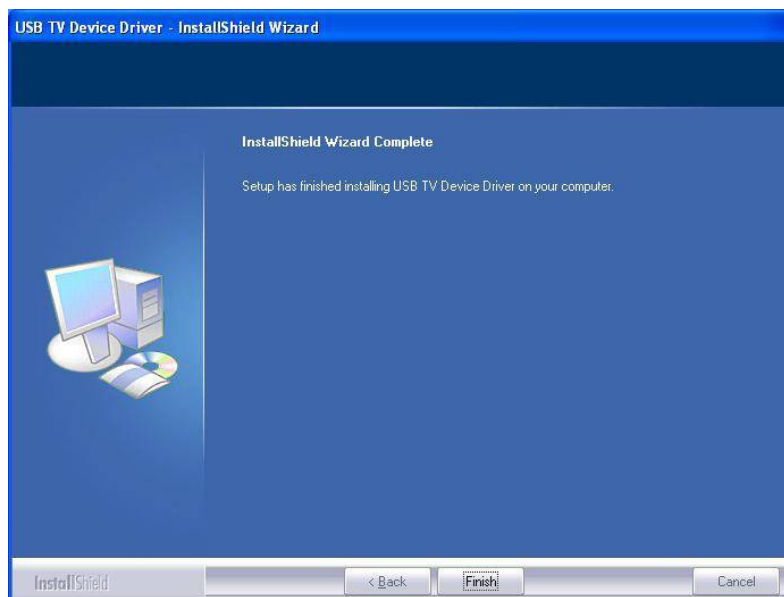 USB TV Device Driver - InstallShield Wizard
InstallShield Wizard Complete
Setup has finished installing USB TV Device Driver on your computer.
InstallShield
< Back
Finish
Cancel